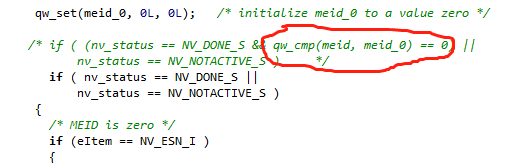 qw_set(meid_0, 0L, 0L);   /* initialize meid_0 to a value zero */
/* if ( (nv_status == NV_DONE_S && qw_cmp(meid, meid_0) == 0) ||
nv_status == NV_NOTACTIVE_S )     */
if ( nv_status == NV_DONE_S ||
nv_status == NV_NOTACTIVE_S )
{
/* MEID is zero */
if (eItem == NV_ESN_I )
{